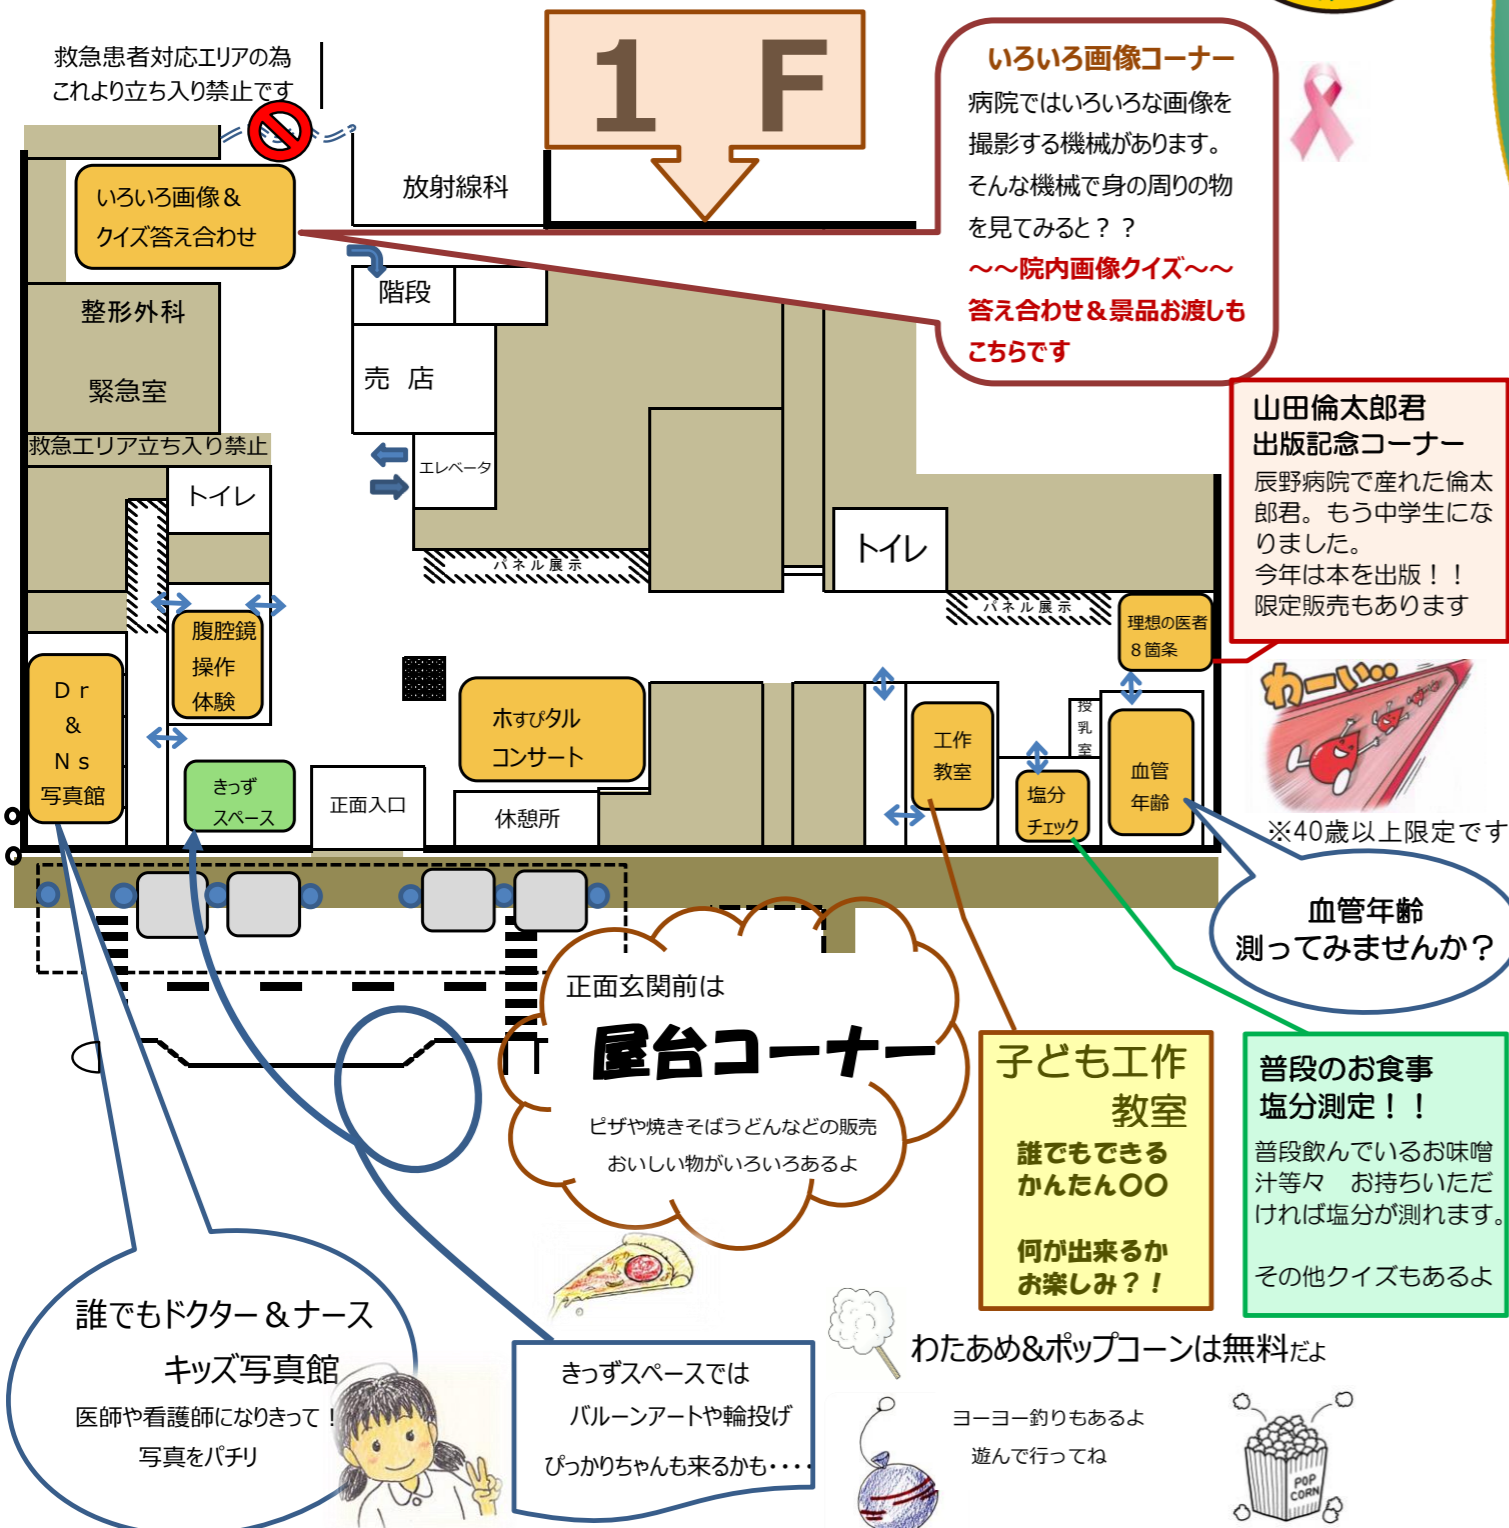 救急患者対応エリアの為
これより立ち入り禁止です
1 F
いろいろ画像コーナー
病院ではいろいろな画像を
撮影する機械があります。
そんな機械で身の周りの物
を見てみると？？
～～院内画像クイズ～～
答え合わせ＆景品お渡しも
こちらです
いろいろ画像＆
クイズ答え合わせ
放射線科
階段
整形外科
緊急室
売 店
救急エリア立ち入り禁止
エレベータ
トイレ
パネル展示
トイレ
パネル展示
山田倫太郎君
出版記念コーナー
辰野病院で産れた倫太
郎君。もう中学生にな
りました。
今年は本を出版！！
限定販売もあります
理想の医者
８箇条
腹腔鏡
操作
体験
Ｄｒ
＆
Ｎｓ
写真館
きっず
スペース
正面入口
ホすぴタル
コンサート
休憩所
工作
教室
授
乳
室
塩分
チェック
血管
年齢
わーい…
※40歳以上限定です
血管年齢
測ってみませんか？
正面玄関前は
屋台コーナー
ピザや焼きそばうどんなどの販売
おいしい物がいろいろあるよ
子ども工作
教室
誰でもできる
かんたん〇〇
何が出来るか
お楽しみ？！
普段のお食事
塩分測定！！
普段飲んでいるお味噌
汁等々　お持ちいただ
ければ塩分が測れます。
その他クイズもあるよ
誰でもドクター＆ナース
キッズ写真館
医師や看護師になりきって！
写真をパチリ
きっずスペースでは
バルーンアートや輪投げ
ぴっかりちゃんも来るかも・・・・
わたあめ&ポップコーンは無料だよ
ヨーヨー釣りもあるよ
遊んで行ってね
POP
CORN